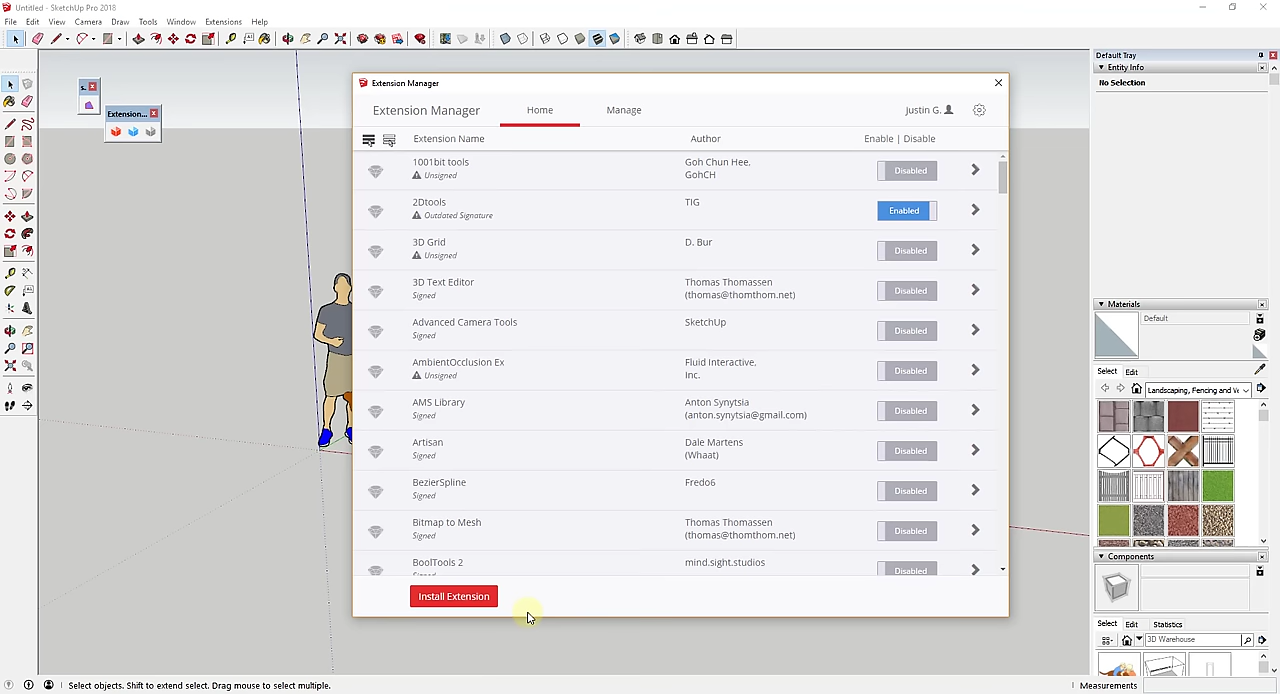 Untitled - SketchUp Pro 2018
File Edit View Camera Draw Tools Window Extensions Help
Default Tray
Entity Info
No Selection
Extension...
Extension Manager
Extension Manager Home Manage Justin G.
Extension Name Author Enable | Disable
1001bit tools Goh Chun Hee, Disabled
Unsigned GohCH
2Dtools TIG Enabled
Outdated Signature
3D Grid D. Bur Disabled
Unsigned
3D Text Editor Thomas Thomassen Disabled
Signed (thomas@thomthom.net)
Advanced Camera Tools SketchUp Disabled
Signed
AmbientOcclusion Ex Fluid Interactive, Disabled
Unsigned Inc.
AMS Library Anton Synytsia Disabled
Signed (anton.synytsia@gmail.com)
Artisan Dale Martens Disabled
Signed (Whaat)
BezierSpline Fredo6 Disabled
Signed
Bitmap to Mesh Thomas Thomassen Disabled
Signed (thomas@thomthom.net)
BoolTools 2 mind.sight.studios Disabled
Signed
Install Extension
Materials
Default
Select Edit
Landscaping, Fencing and Ve
Components
Select Edit Statistics
3D Warehouse
Select objects. Shift to extend select. Drag mouse to select multiple.
Measurements